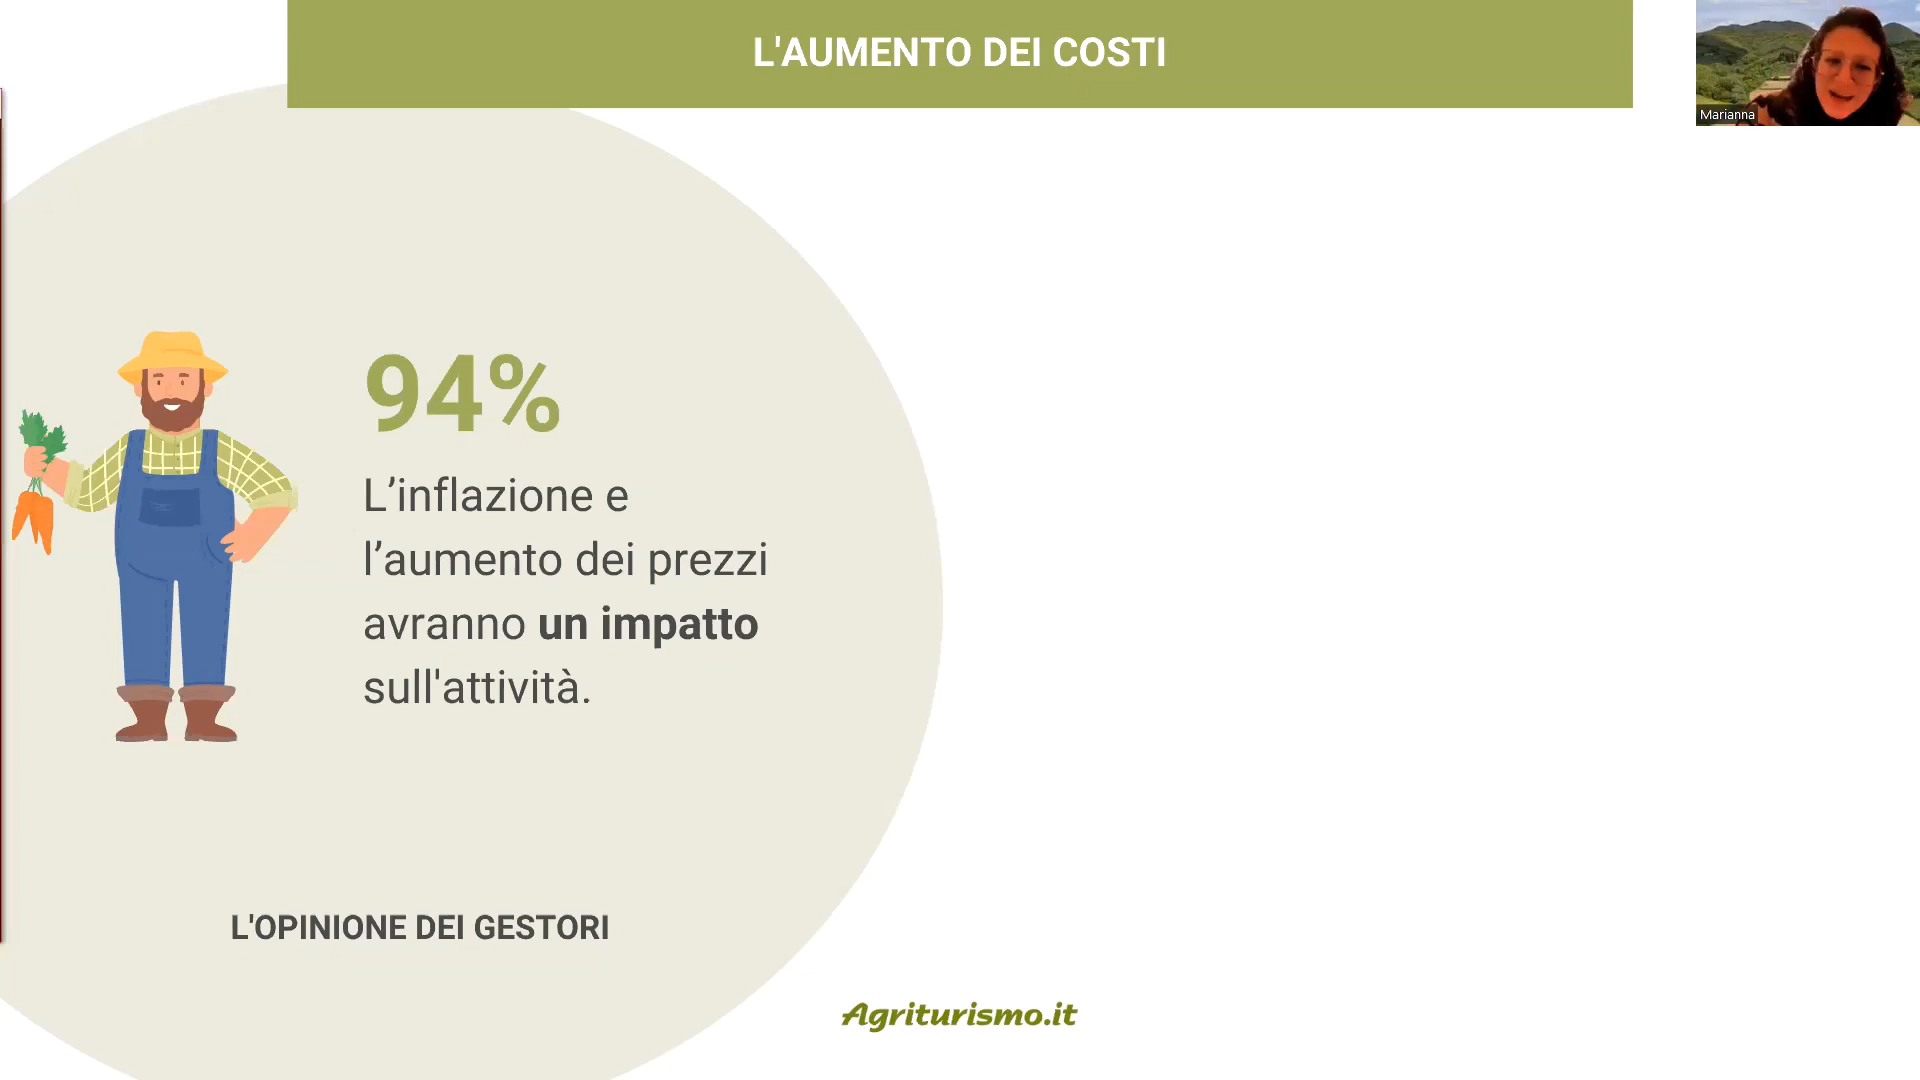 L'AUMENTO DEI COSTI
Marianna
94%
L’inflazione e
l’aumento dei prezzi
avranno un impatto
sull'attività.
L'OPINIONE DEI GESTORI
Agriturismo.it